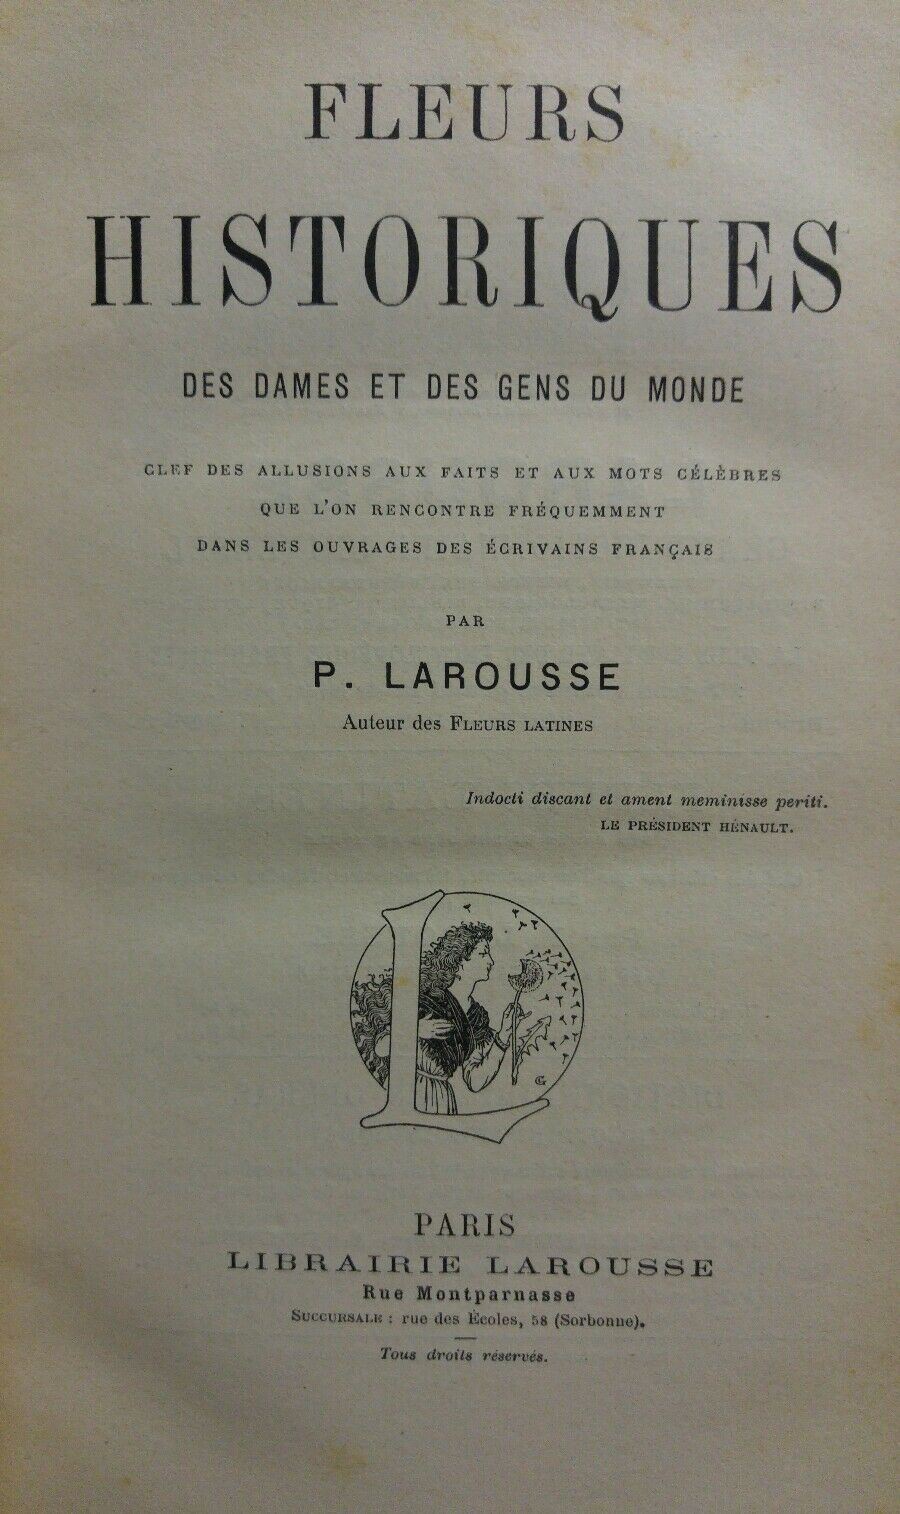 FLEURS
HISTORIQUES
DES DAMES ET DES GENS DU MONDE
CLEF DES ALLUSIONS AUX FAITS ET AUX MOTS CÉLÈBRES
QUE L'ON RENCONTRE FRÉQUEMMENT
DANS LES OUVRAGES DES ÉCRIVAINS FRANÇAIS
PAR
P. LAROUSSE
Auteur des FLEURS LATINES
Indocti discant et ament meminisse periti.
LE PRÉSIDENT HÉNAULT.
L
PARIS
LIBRAIRIE LAROUSSE
Rue Montparnasse
SUCCURSALE : rue des Écoles, 58 (Sorbonne).
Tous droits réservés.